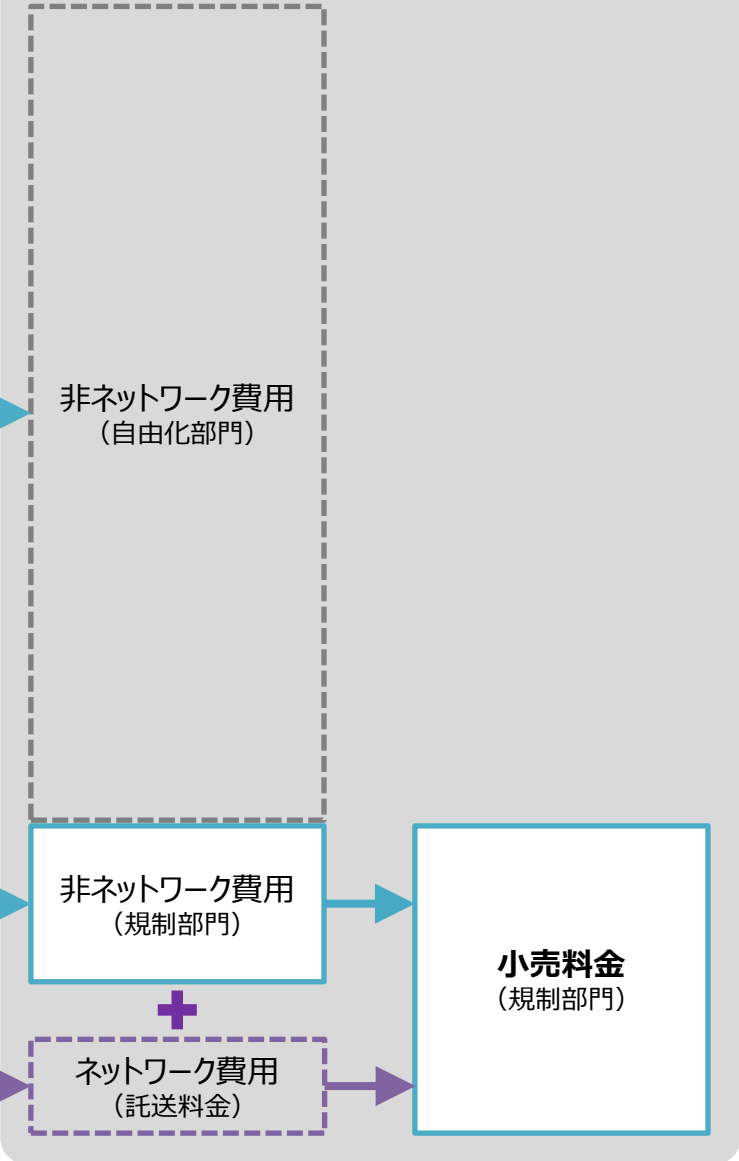 非ネットワーク費用
（自由化部門）
非ネットワーク費用
（規制部門）
ネットワーク費用
（託送料金）
小売料金
（規制部門）